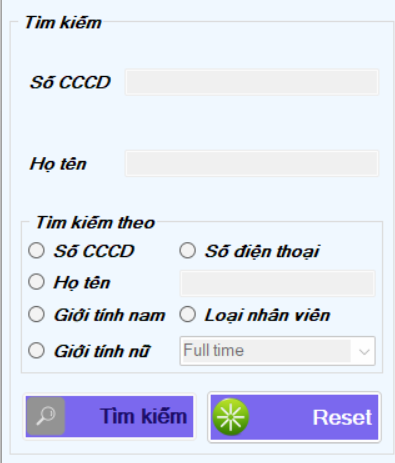 Tìm kiếm
Số CCCD
Họ tên
Tìm kiếm theo
Số CCCD Số điện thoại
Họ tên
Giới tính nam Loại nhân viên
Giới tính nữ Full time
Tìm kiếm Reset